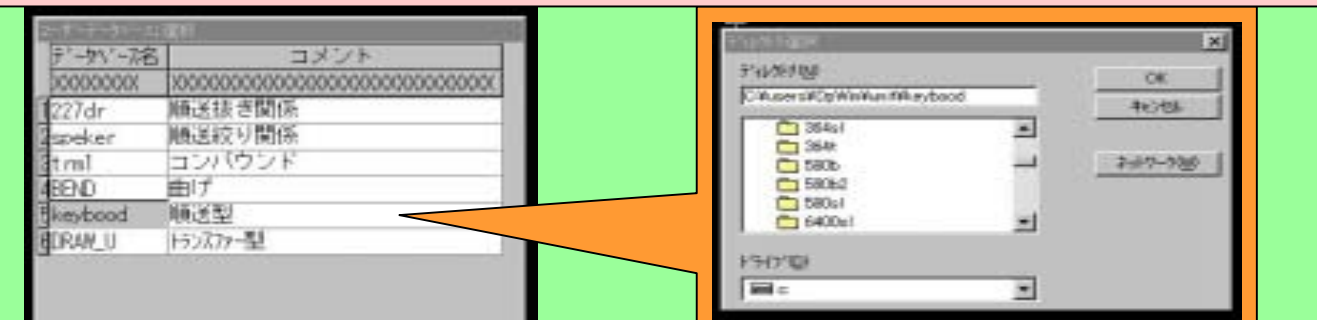 データベース名 コメント
XXXXXXXX XXXXXXXXXXXXXXXXXXXXXXXXXXXXXX
1 227dr 順送抜き関係
2 speker 順送絞り関係
3 trml コンパウンド
4 BEND 曲げ
5 keybood 順送型
6 DRAW_U トランスファー型
ディレクトリ選択
ディレクトリ(N)
OK
キャンセル
364sl
364t
580b
580b2
580sl
6400sl
ネットワーク(W)
ドライブ(D)
c: